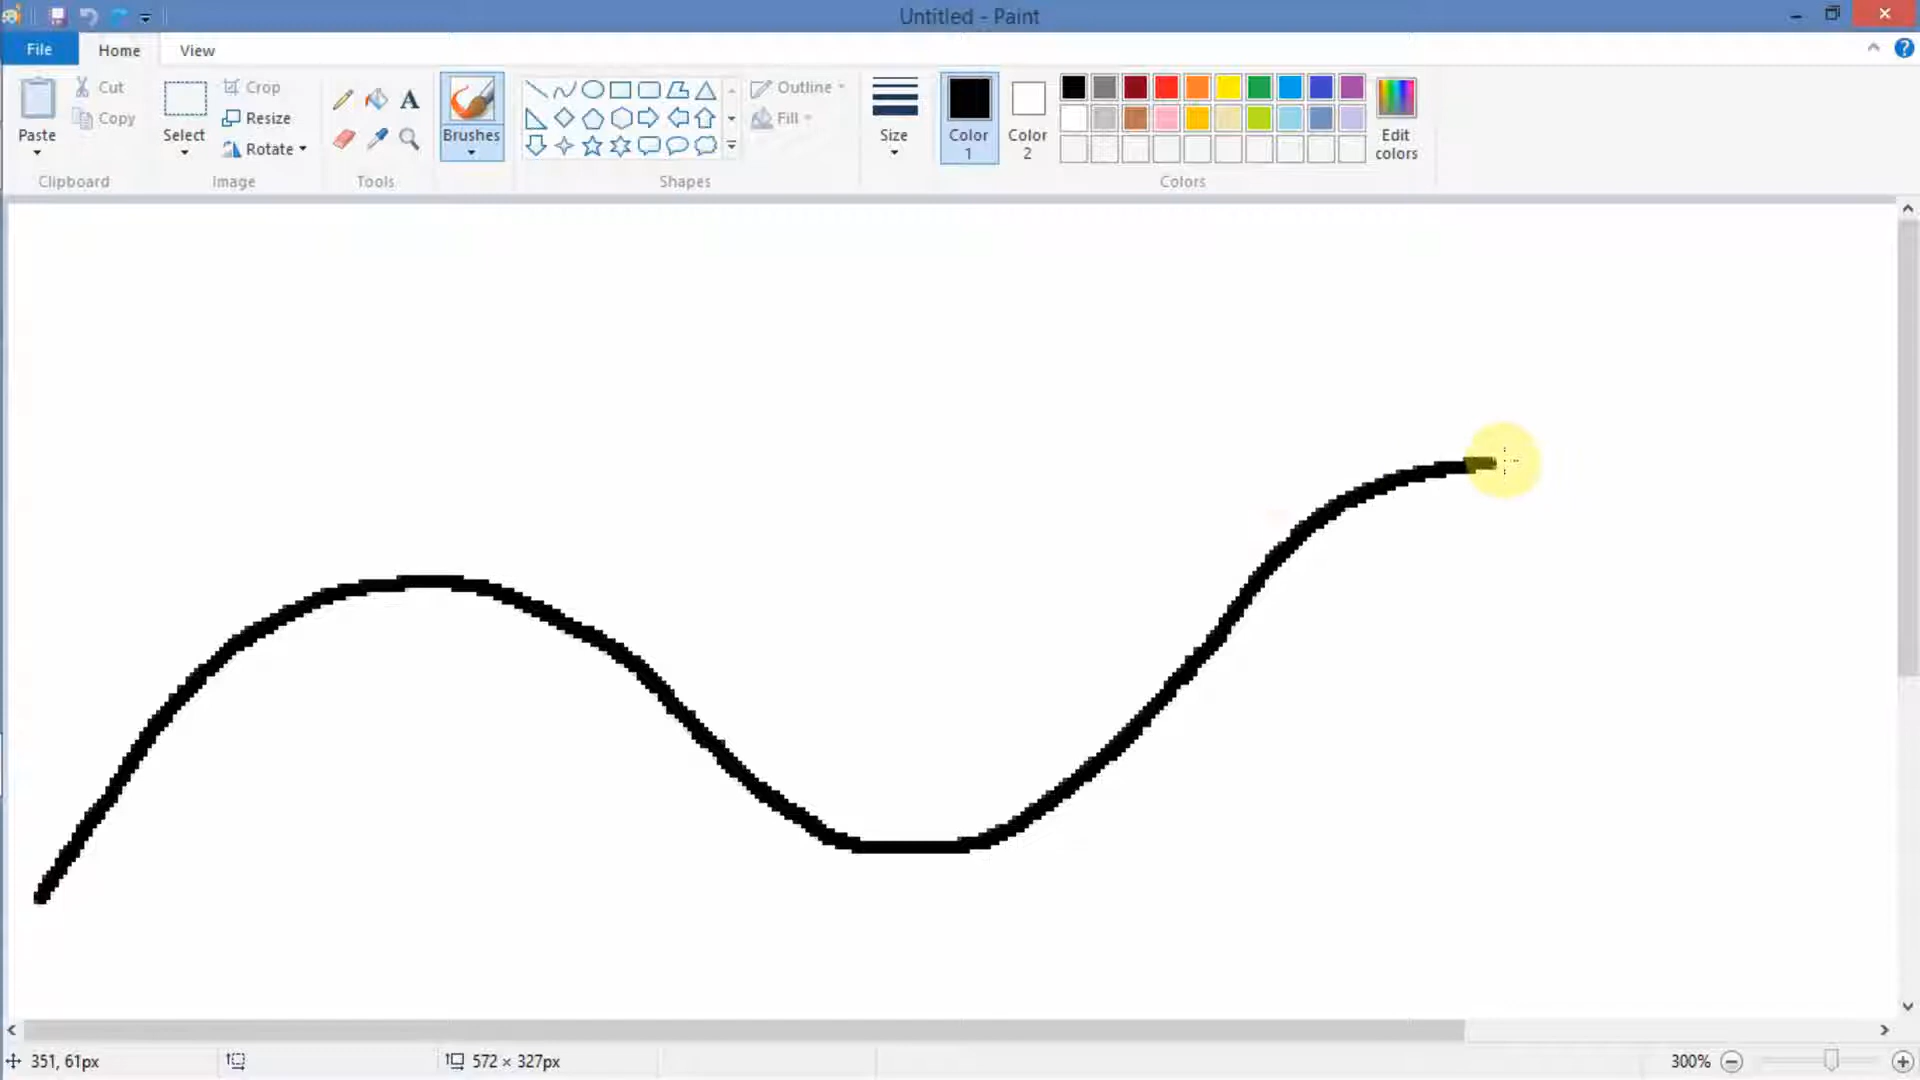 Untitled - Paint
File Home View
Paste
Cut
Copy
Clipboard
Select
Crop
Resize
Rotate
Image
A
Tools
Brushes
Shapes
Outline
Fill
Size
Color 1
Color 2
Edit colors
Colors
351, 61px
572 × 327px
300%